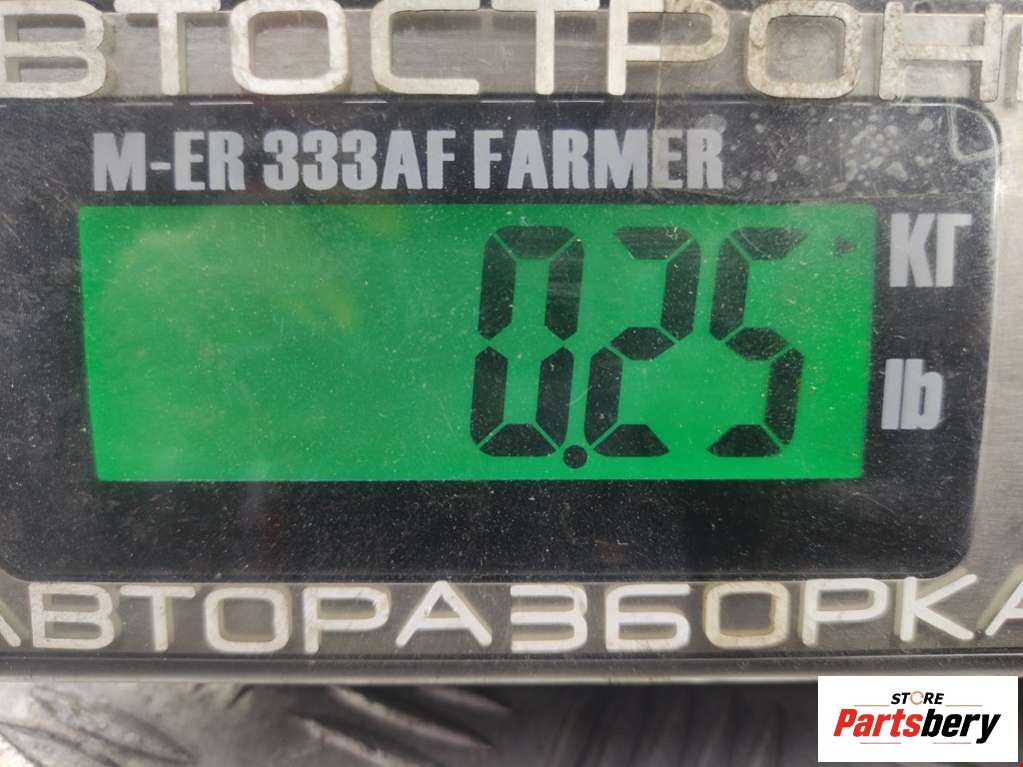 ВТОСТРОН
M-ER 333AF FARMER
0.25
КГ
lb
АВТОРАЗБОРКА
STORE
Partsbery